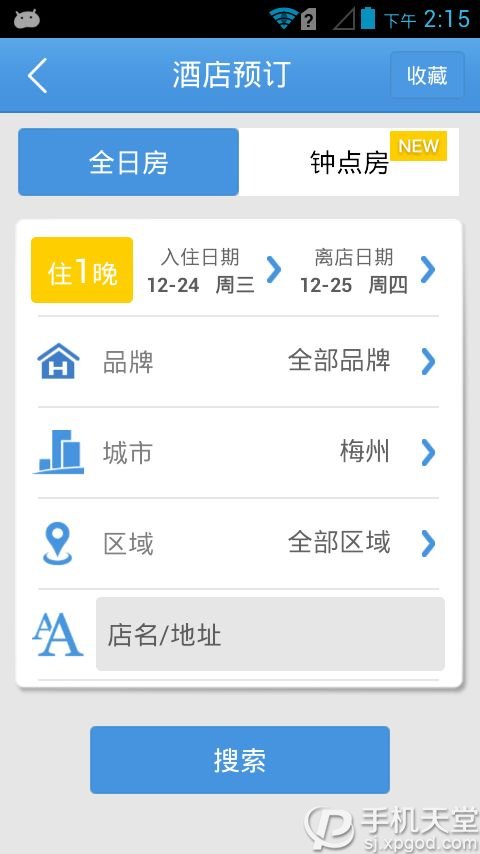 下午 2:15
酒店预订
收藏
全日房
钟点房
NEW
住1晚
入住日期
12-24 周三
离店日期
12-25 周四
品牌
全部品牌
城市
梅州
区域
全部区域
店名/地址
搜索
手机天堂
sj.xpgod.com